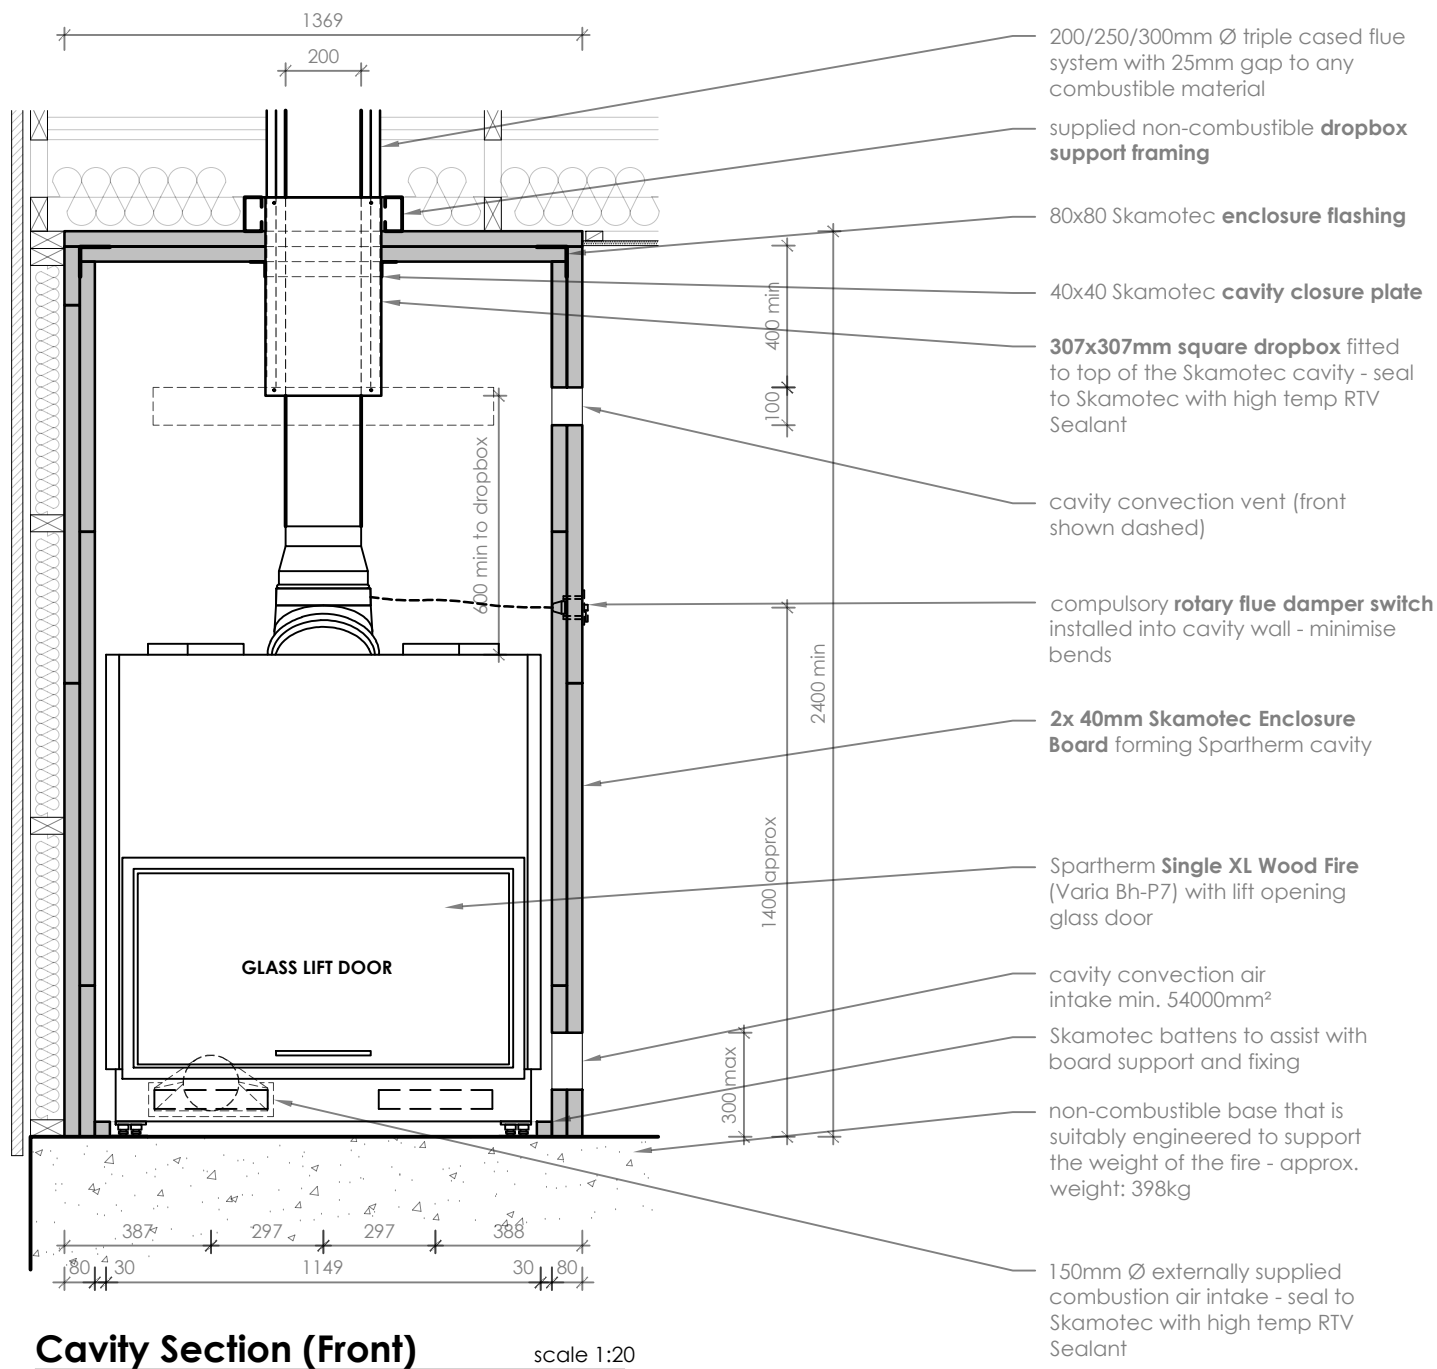 1369
200
200/250/300mm Ø triple cased flue
system with 25mm gap to any
combustible material
supplied non-combustible dropbox
support framing
80x80 Skamotec enclosure flashing
40x40 Skamotec cavity closure plate
307x307mm square dropbox fitted
to top of the Skamotec cavity - seal
to Skamotec with high temp RTV
Sealant
cavity convection vent (front
shown dashed)
compulsory rotary flue damper switch
installed into cavity wall - minimise
bends
2x 40mm Skamotec Enclosure
Board forming Spartherm cavity
Spartherm Single XL Wood Fire
(Varia Bh-P7) with lift opening
glass door
cavity convection air
intake min. 54000mm²
Skamotec battens to assist with
board support and fixing
non-combustible base that is
suitably engineered to support
the weight of the fire - approx.
weight: 398kg
150mm Ø externally supplied
combustion air intake - seal to
Skamotec with high temp RTV
Sealant
400 min
100
600 min to dropbox
2400 min
1400 approx
300 max
GLASS LIFT DOOR
387
297
297
388
80
30
1149
30
80
Cavity Section (Front)
scale 1:20